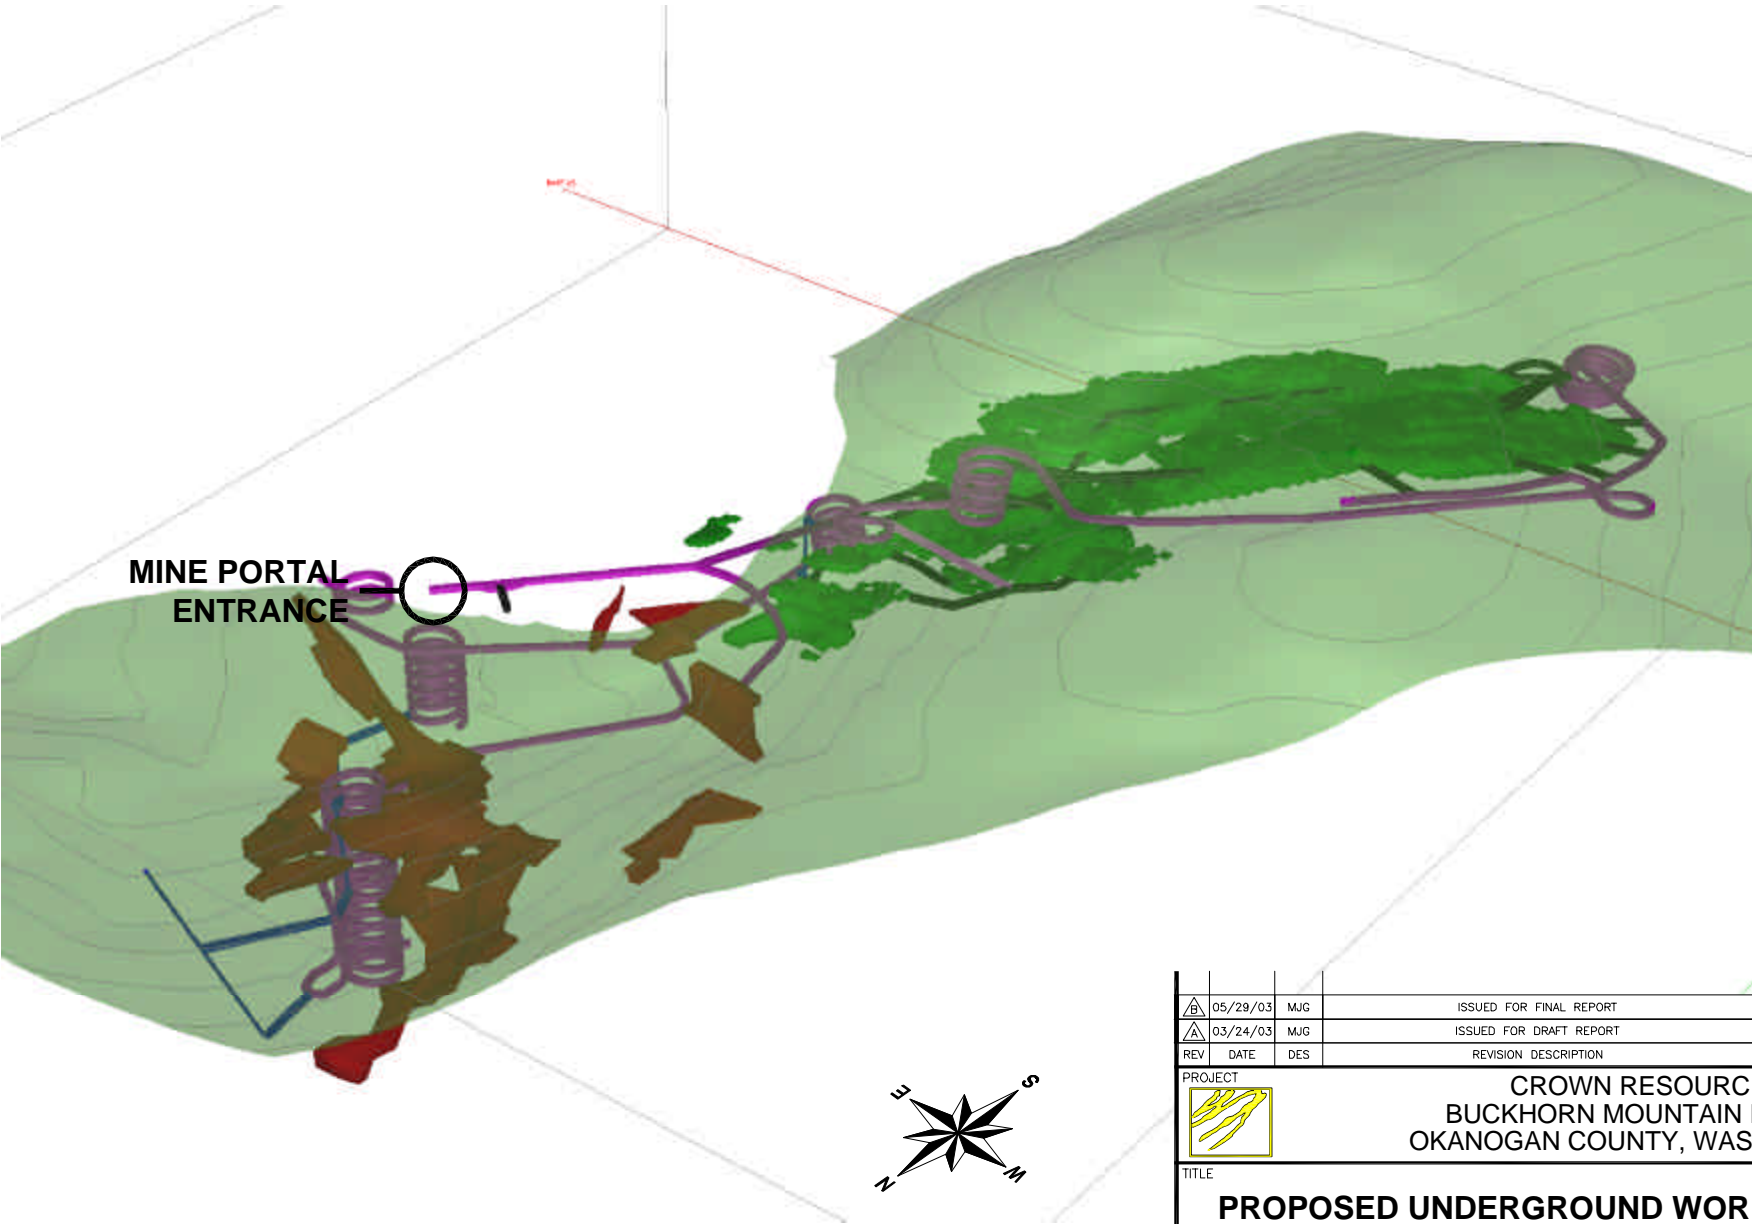 MINE PORTAL
ENTRANCE
E
S
N
W
B 05/29/03 MJG ISSUED FOR FINAL REPORT
A 03/24/03 MJG ISSUED FOR DRAFT REPORT
REV DATE DES REVISION DESCRIPTION
PROJECT
CROWN RESOURC
BUCKHORN MOUNTAIN
OKANOGAN COUNTY, WAS
TITLE
PROPOSED UNDERGROUND WOR